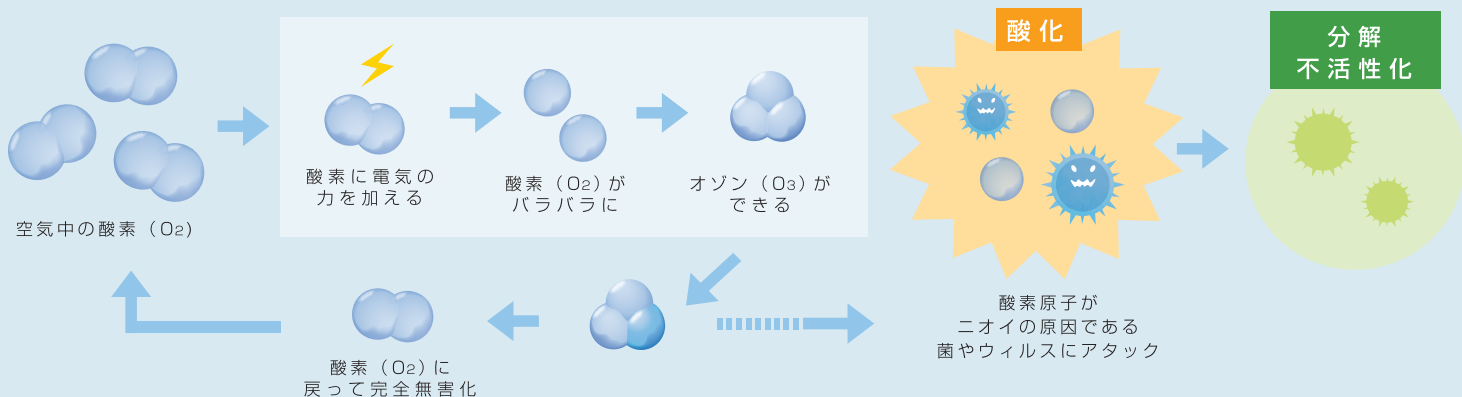 空気中の酸素（O2）
酸素に電気の
力を加える
酸素（O2）が
バラバラに
オゾン（O3）が
できる
酸化
酸素原子が
ニオイの原因である
菌やウィルスにアタック
分解
不活性化
酸素（O2）に
戻って完全無害化